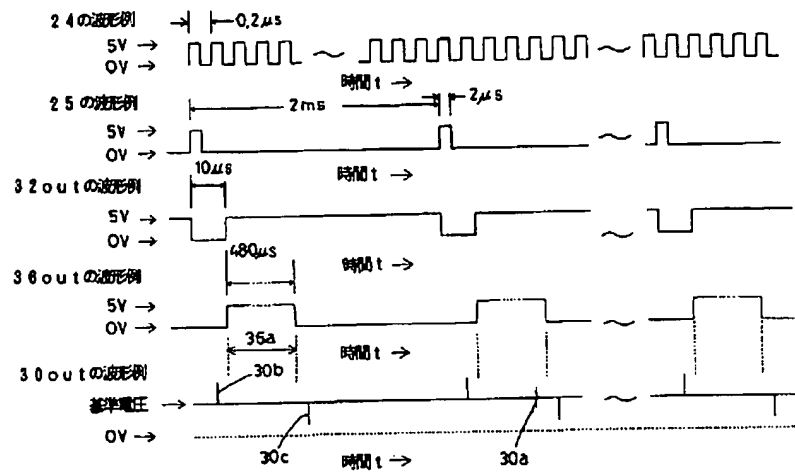 24の波形例
0.2μs
5V →
0V →
時間t →
25の波形例
2ms
2μs
5V →
0V →
10μs
時間t →
32outの波形例
5V →
0V →
480μs
時間t →
36outの波形例
5V →
0V →
36a
時間t →
30outの波形例
30b
基準電圧 →
0V →
30c
30a
時間t →